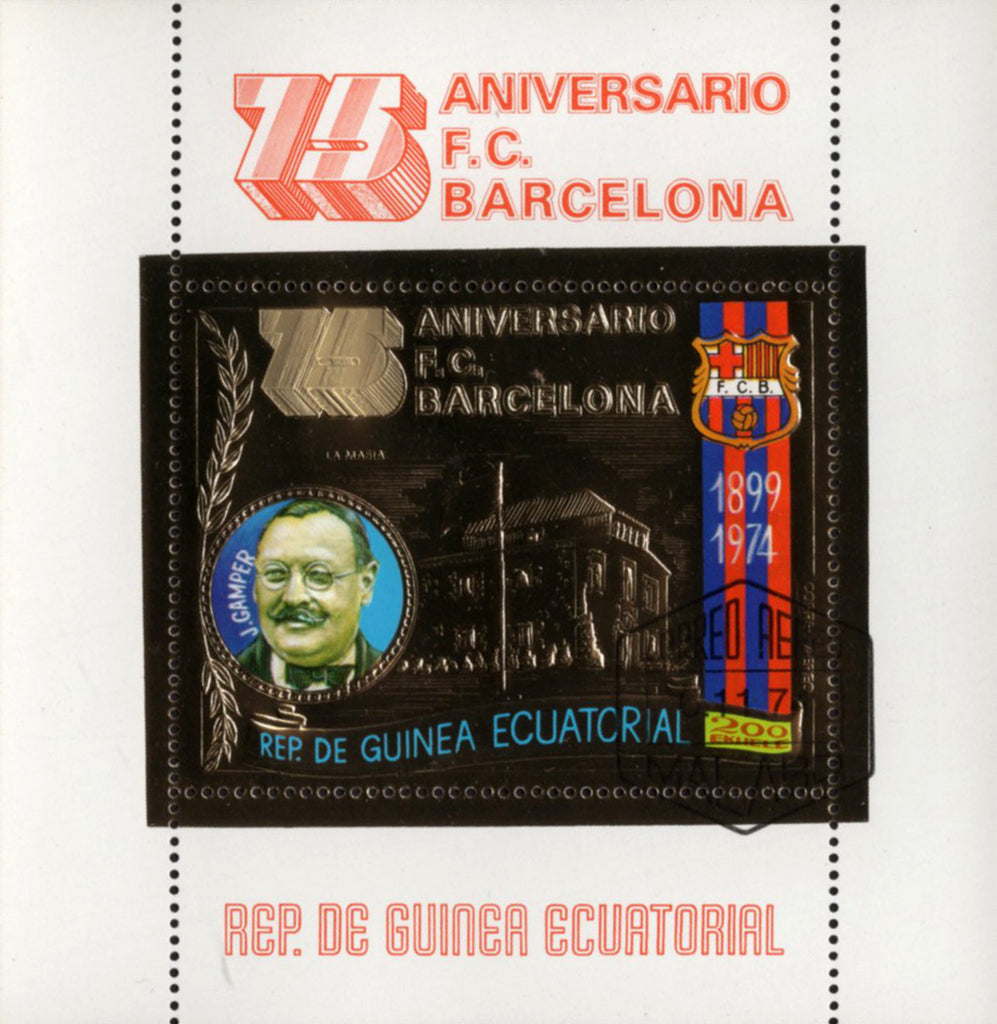 75 ANIVERSARIO
F.C.
BARCELONA
75 ANIVERSARIO
F.C.
BARCELONA
F. C. B.
LA MASIA
1899
1974
J. GAMPER
REP. DE GUINEA ECUATORIAL
200
EKUELE
REP. DE GUINEA ECUATORIAL